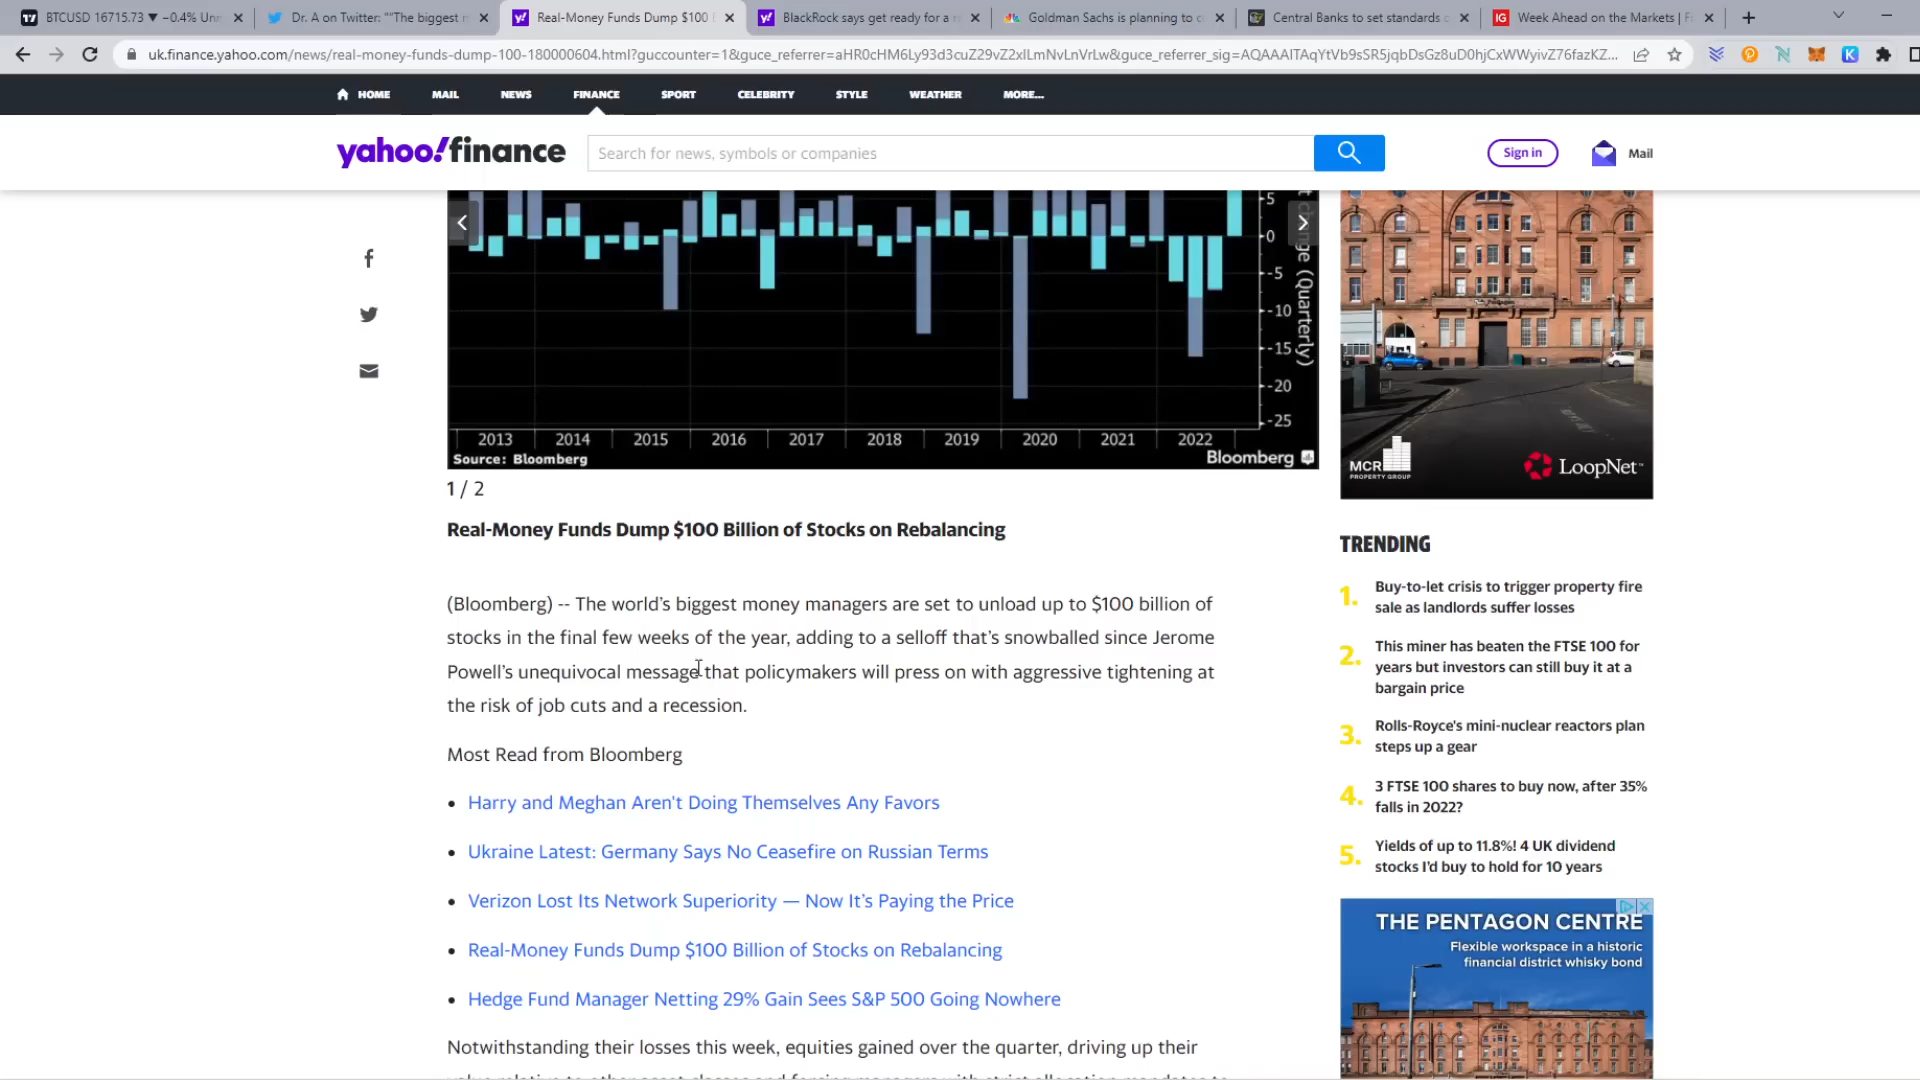 BTCUSD 16715.73 ▼ −0.4% Unn
Dr. A on Twitter: ""The biggest m
Real-Money Funds Dump $100 B
BlackRock says get ready for a re
Goldman Sachs is planning to cu
Central Banks to set standards o
IG Week Ahead on the Markets | F
uk.finance.yahoo.com/news/real-money-funds-dump-100-180000604.html?guccounter=1&guce_referrer=aHR0cHM6Ly93d3cuZ29vZ2xlLmNvLnVrLw&guce_referrer_sig=AQAAAITAqYtVb9sSR5jqbDsGz8uD0hjCxWWyivZ76fazKZ...
HOME
MAIL
NEWS
FINANCE
SPORT
CELEBRITY
STYLE
WEATHER
MORE...
yahoo!finance
Search for news, symbols or companies
Sign in
Mail
5
0
-5
-10
-15
-20
-25
(Quarterly)
2013 2014 2015 2016 2017 2018 2019 2020 2021 2022
Source: Bloomberg
Bloomberg
1 / 2
Real-Money Funds Dump $100 Billion of Stocks on Rebalancing
(Bloomberg) -- The world's biggest money managers are set to unload up to $100 billion of
stocks in the final few weeks of the year, adding to a selloff that's snowballed since Jerome
Powell's unequivocal message that policymakers will press on with aggressive tightening at
the risk of job cuts and a recession.
Most Read from Bloomberg
Harry and Meghan Aren't Doing Themselves Any Favors
Ukraine Latest: Germany Says No Ceasefire on Russian Terms
Verizon Lost Its Network Superiority — Now It's Paying the Price
Real-Money Funds Dump $100 Billion of Stocks on Rebalancing
Hedge Fund Manager Netting 29% Gain Sees S&P 500 Going Nowhere
Notwithstanding their losses this week, equities gained over the quarter, driving up their
MCR
PROPERTY GROUP
LoopNet™
TRENDING
1. Buy-to-let crisis to trigger property fire
sale as landlords suffer losses
2. This miner has beaten the FTSE 100 for
years but investors can still buy it at a
bargain price
3. Rolls-Royce's mini-nuclear reactors plan
steps up a gear
4. 3 FTSE 100 shares to buy now, after 35%
falls in 2022?
5. Yields of up to 11.8%! 4 UK dividend
stocks I'd buy to hold for 10 years
THE PENTAGON CENTRE
Flexible workspace in a historic
financial district whisky bond